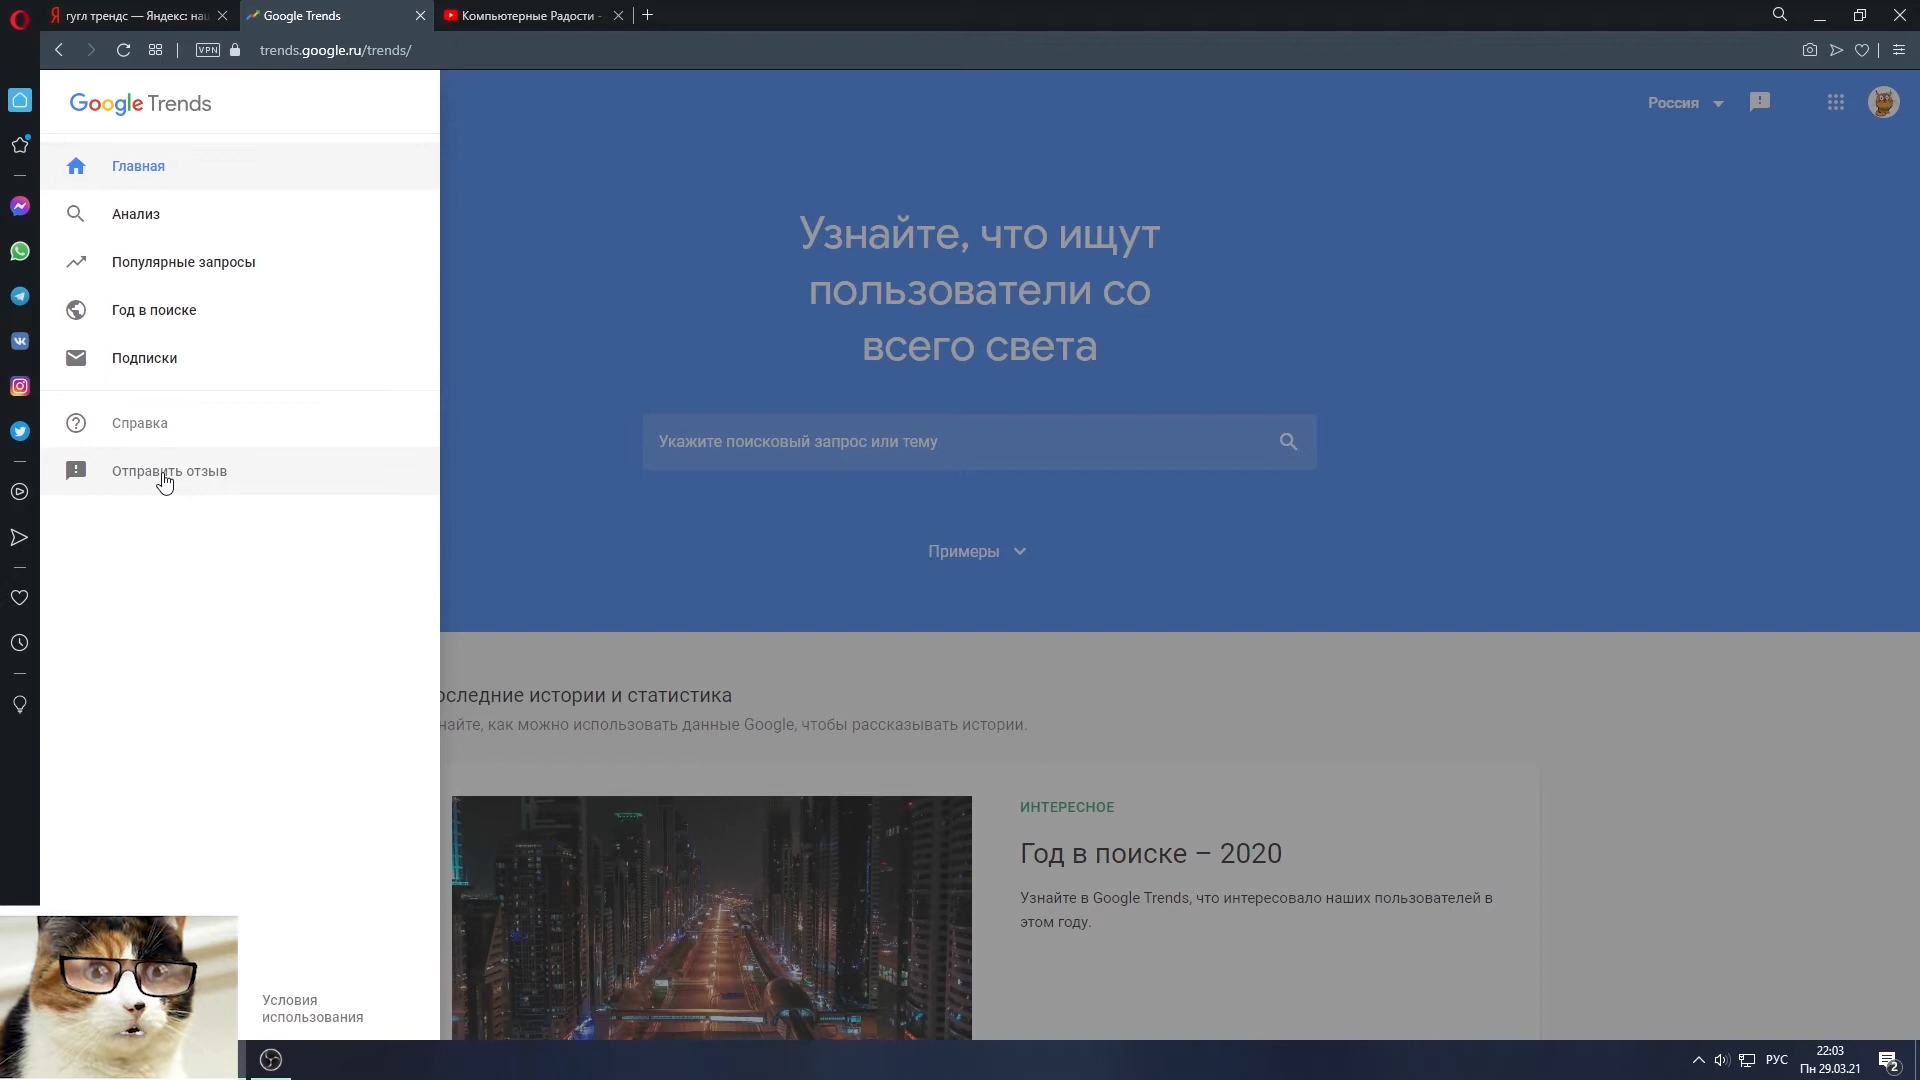 гугл трендс — Яндекс: наш
Google Trends
Компьютерные Радости -
VPN
trends.google.ru/trends/
Google Trends
Россия
Главная
Анализ
Популярные запросы
Год в поиске
Подписки
Справка
Отправить отзыв
Узнайте, что ищут
пользователи со
всего света
Укажите поисковый запрос или тему
Примеры
оследние истории и статистика
найте, как можно использовать данные Google, чтобы рассказывать истории.
ИНТЕРЕСНОЕ
Год в поиске – 2020
Узнайте в Google Trends, что интересовало наших пользователей в
этом году.
Условия
использования
РУС
22:03
Пн 29.03.21
2